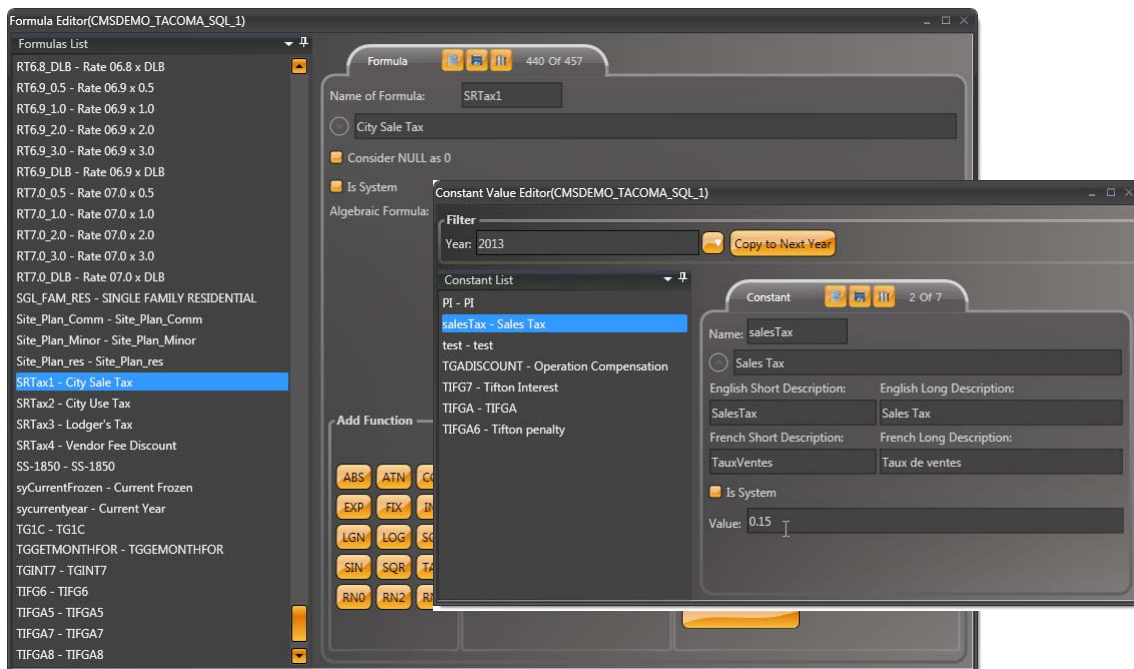 Formula Editor(CMSDEMO_TACOMA_SQL_1)
Formulas List
RT6.8_DLB - Rate 06.8 x DLB
RT6.9_0.5 - Rate 06.9 x 0.5
RT6.9_1.0 - Rate 06.9 x 1.0
RT6.9_2.0 - Rate 06.9 x 2.0
RT6.9_3.0 - Rate 06.9 x 3.0
RT6.9_DLB - Rate 06.9 x DLB
RT7.0_0.5 - Rate 07.0 x 0.5
RT7.0_1.0 - Rate 07.0 x 1.0
RT7.0_2.0 - Rate 07.0 x 2.0
RT7.0_3.0 - Rate 07.0 x 3.0
RT7.0_DLB - Rate 07.0 x DLB
SGL_FAM_RES - SINGLE FAMILY RESIDENTIAL
Site_Plan_Comm - Site_Plan_Comm
Site_Plan_Minor - Site_Plan_Minor
Site_Plan_res - Site_Plan_res
SRTax1 - City Sale Tax
SRTax2 - City Use Tax
SRTax3 - Lodger's Tax
SRTax4 - Vendor Fee Discount
SS-1850 - SS-1850
syCurrentFrozen - Current Frozen
sycurrentyear - Current Year
TG1C - TG1C
TGGETMONTHFOR - TGGEMONTHFOR
TGINT7 - TGINT7
TIFG6 - TIFG6
TIFGA5 - TIFGA5
TIFGA7 - TIFGA7
TIFGA8 - TIFGA8
Formula 440 Of 457
Name of Formula: SRTax1
City Sale Tax
Consider NULL as 0
Is System
Algebraic Formula:
Add Function
ABS ATN
EXP FIX
LGN LOG
SIN SQR
RN0 RN2
Constant Value Editor(CMSDEMO_TACOMA_SQL_1)
Filter
Year: 2013 Copy to Next Year
Constant List
PI - PI
salesTax - Sales Tax
test - test
TGADISCOUNT - Operation Compensation
TIFG7 - Tifton Interest
TIFGA - TIFGA
TIFGA6 - Tifton penalty
Constant 2 Of 7
Name: salesTax
Sales Tax
English Short Description: English Long Description:
SalesTax Sales Tax
French Short Description: French Long Description:
TauxVentes Taux de ventes
Is System
Value: 0.15